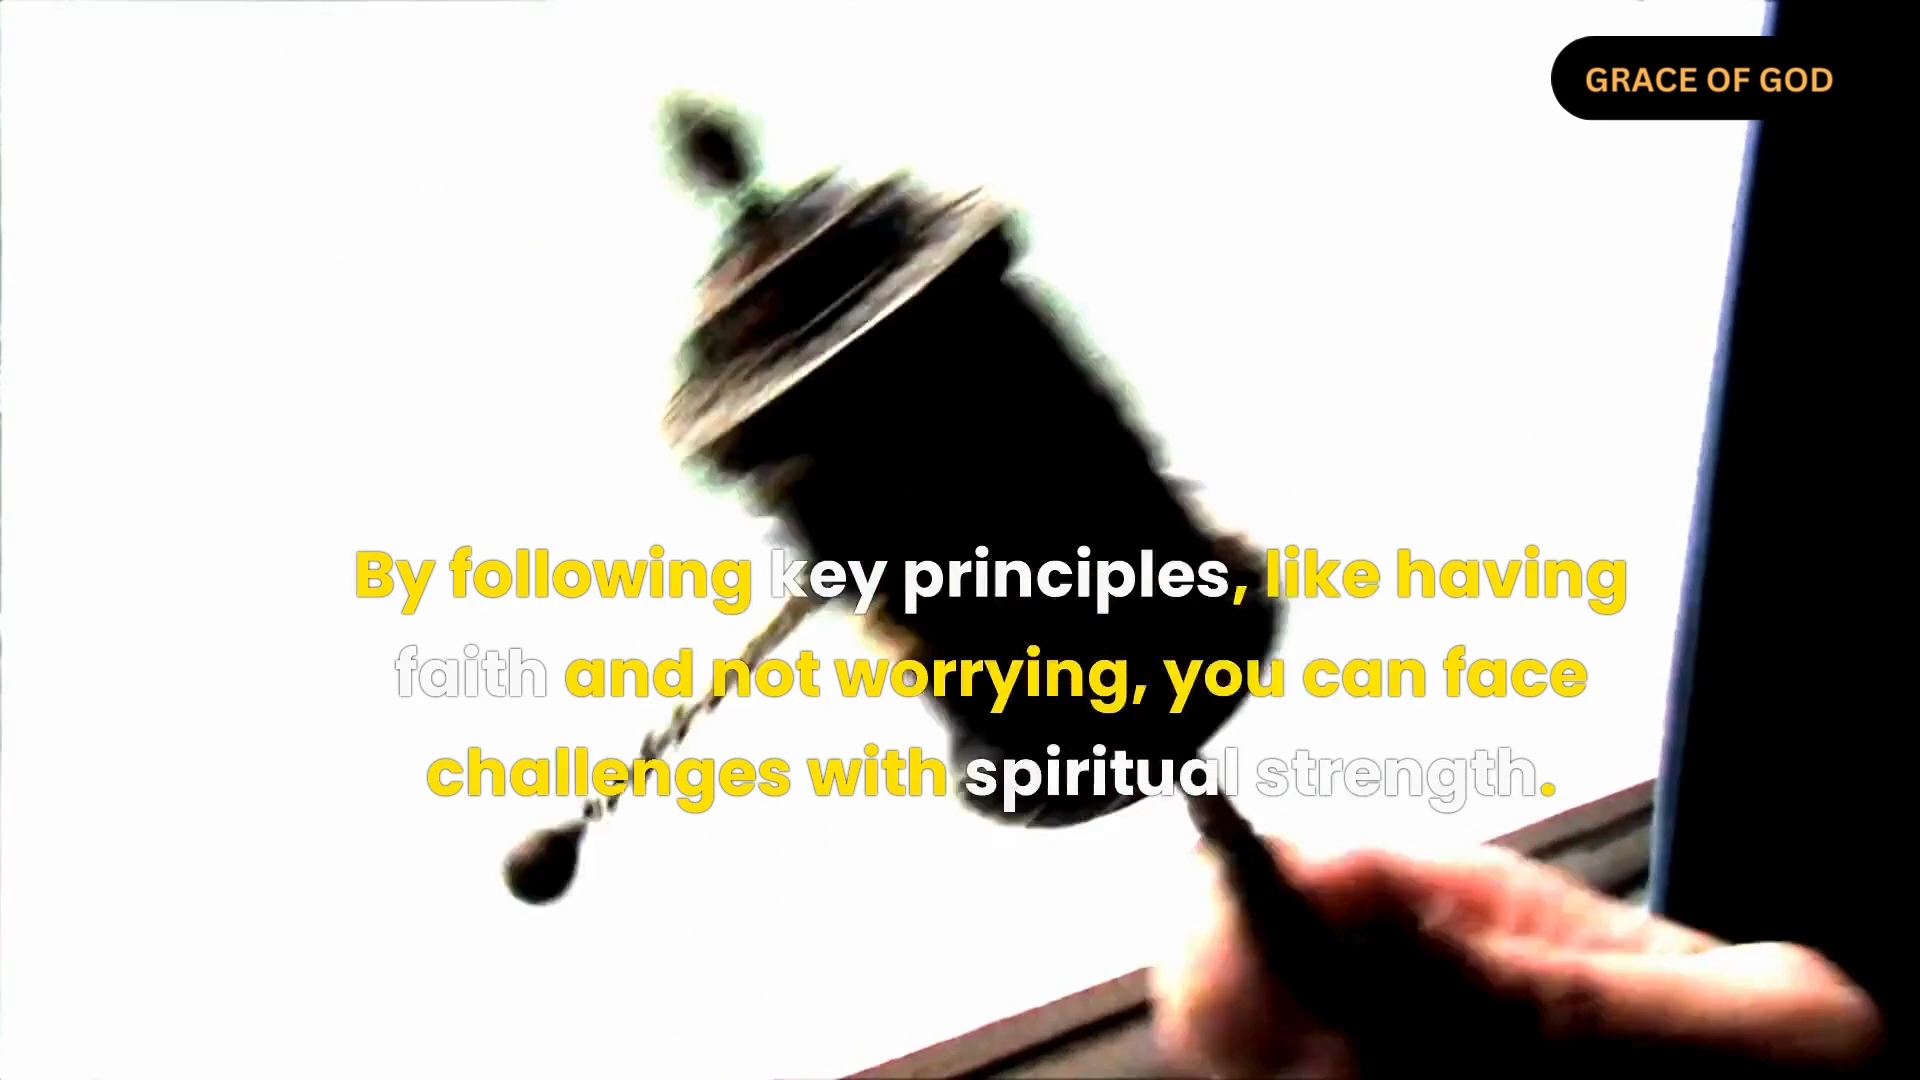 GRACE OF GOD
By following key principles, like having
faith and not worrying, you can face
challenges with spiritual strength.